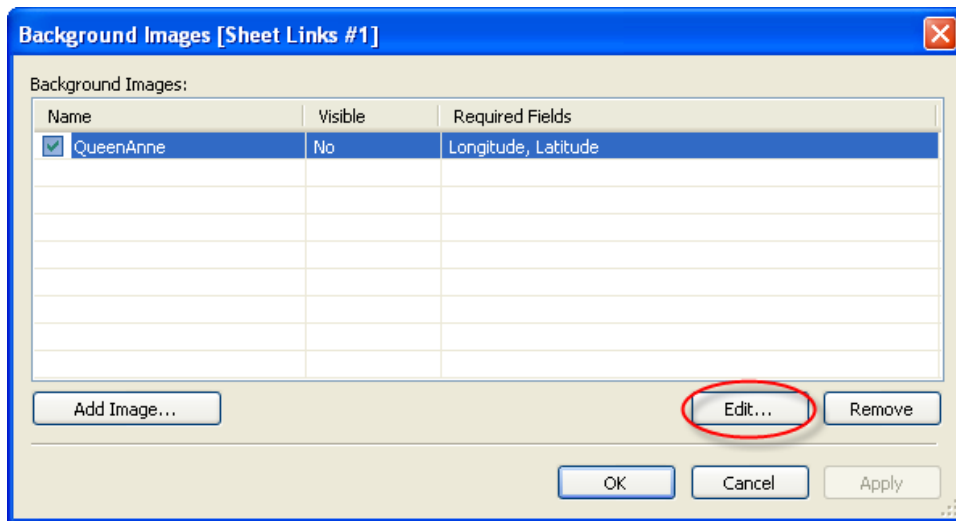 Background Images [Sheet Links #1]
Background Images:
Name Visible Required Fields
QueenAnne No Longitude, Latitude
Add Image... Edit... Remove
OK Cancel Apply